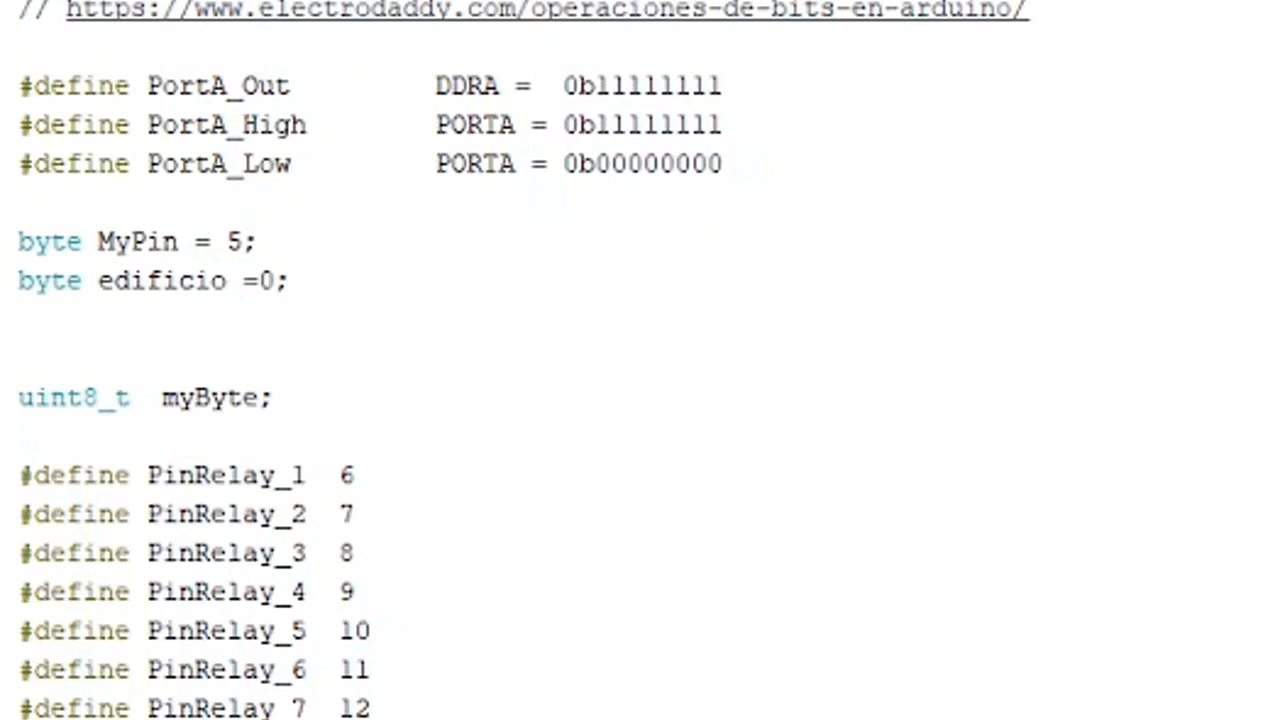 // https://www.electrodaddy.com/operaciones-de-bits-en-arduino/
#define PortA_Out DDRA = 0b11111111
#define PortA_High PORTA = 0b11111111
#define PortA_Low PORTA = 0b00000000
byte MyPin = 5;
byte edificio =0;
uint8_t myByte;
#define PinRelay_1 6
#define PinRelay_2 7
#define PinRelay_3 8
#define PinRelay_4 9
#define PinRelay_5 10
#define PinRelay_6 11
#define PinRelay_7 12